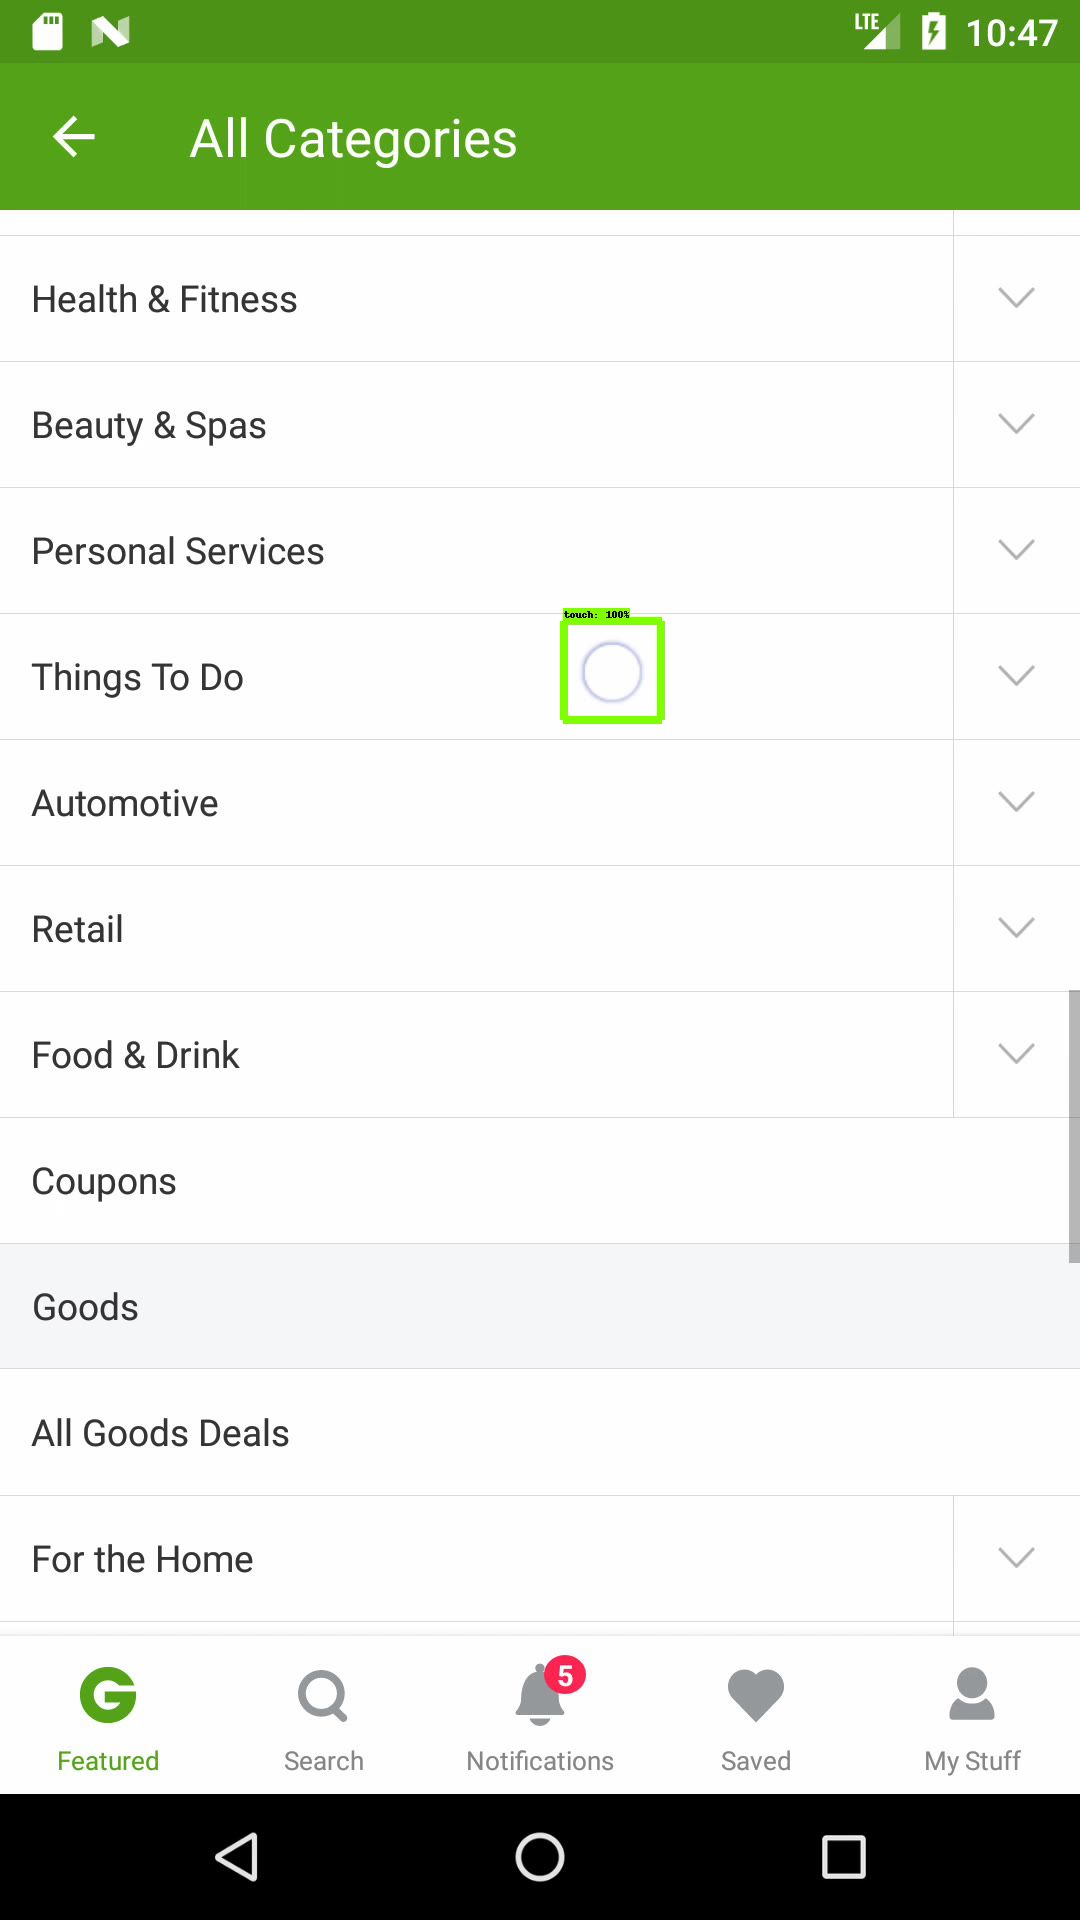 LTE 10:47
All Categories
Health & Fitness
Beauty & Spas
Personal Services
touch: 100%
Things To Do
Automotive
Retail
Food & Drink
Coupons
Goods
All Goods Deals
For the Home
5
Featured Search Notifications Saved My Stuff